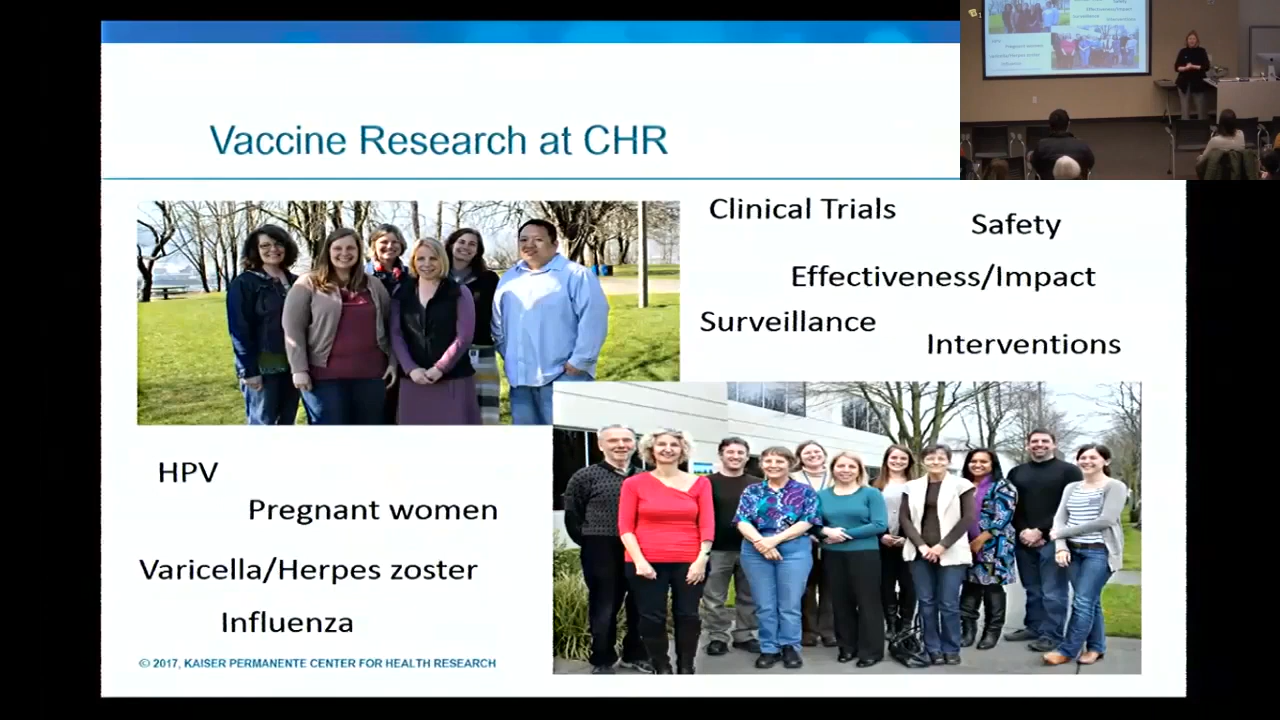 Vaccine Research at CHR
Clinical Trials
Safety
Effectiveness/Impact
Surveillance
Interventions
HPV
Pregnant women
Varicella/Herpes zoster
Influenza
© 2017, KAISER PERMANENTE CENTER FOR HEALTH RESEARCH